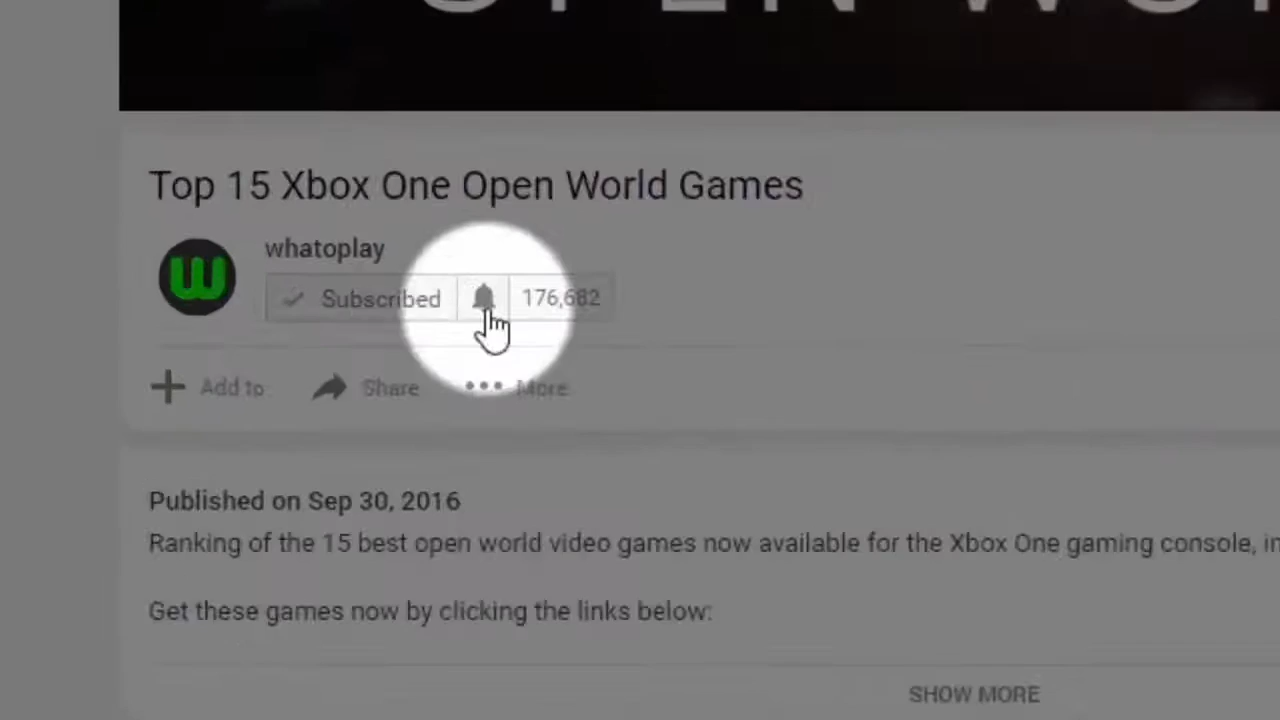 OPEN WO
Top 15 Xbox One Open World Games
whatoplay
Subscribed 176,682
Add to Share More
Published on Sep 30, 2016
Ranking of the 15 best open world video games now available for the Xbox One gaming console, in
Get these games now by clicking the links below:
SHOW MORE